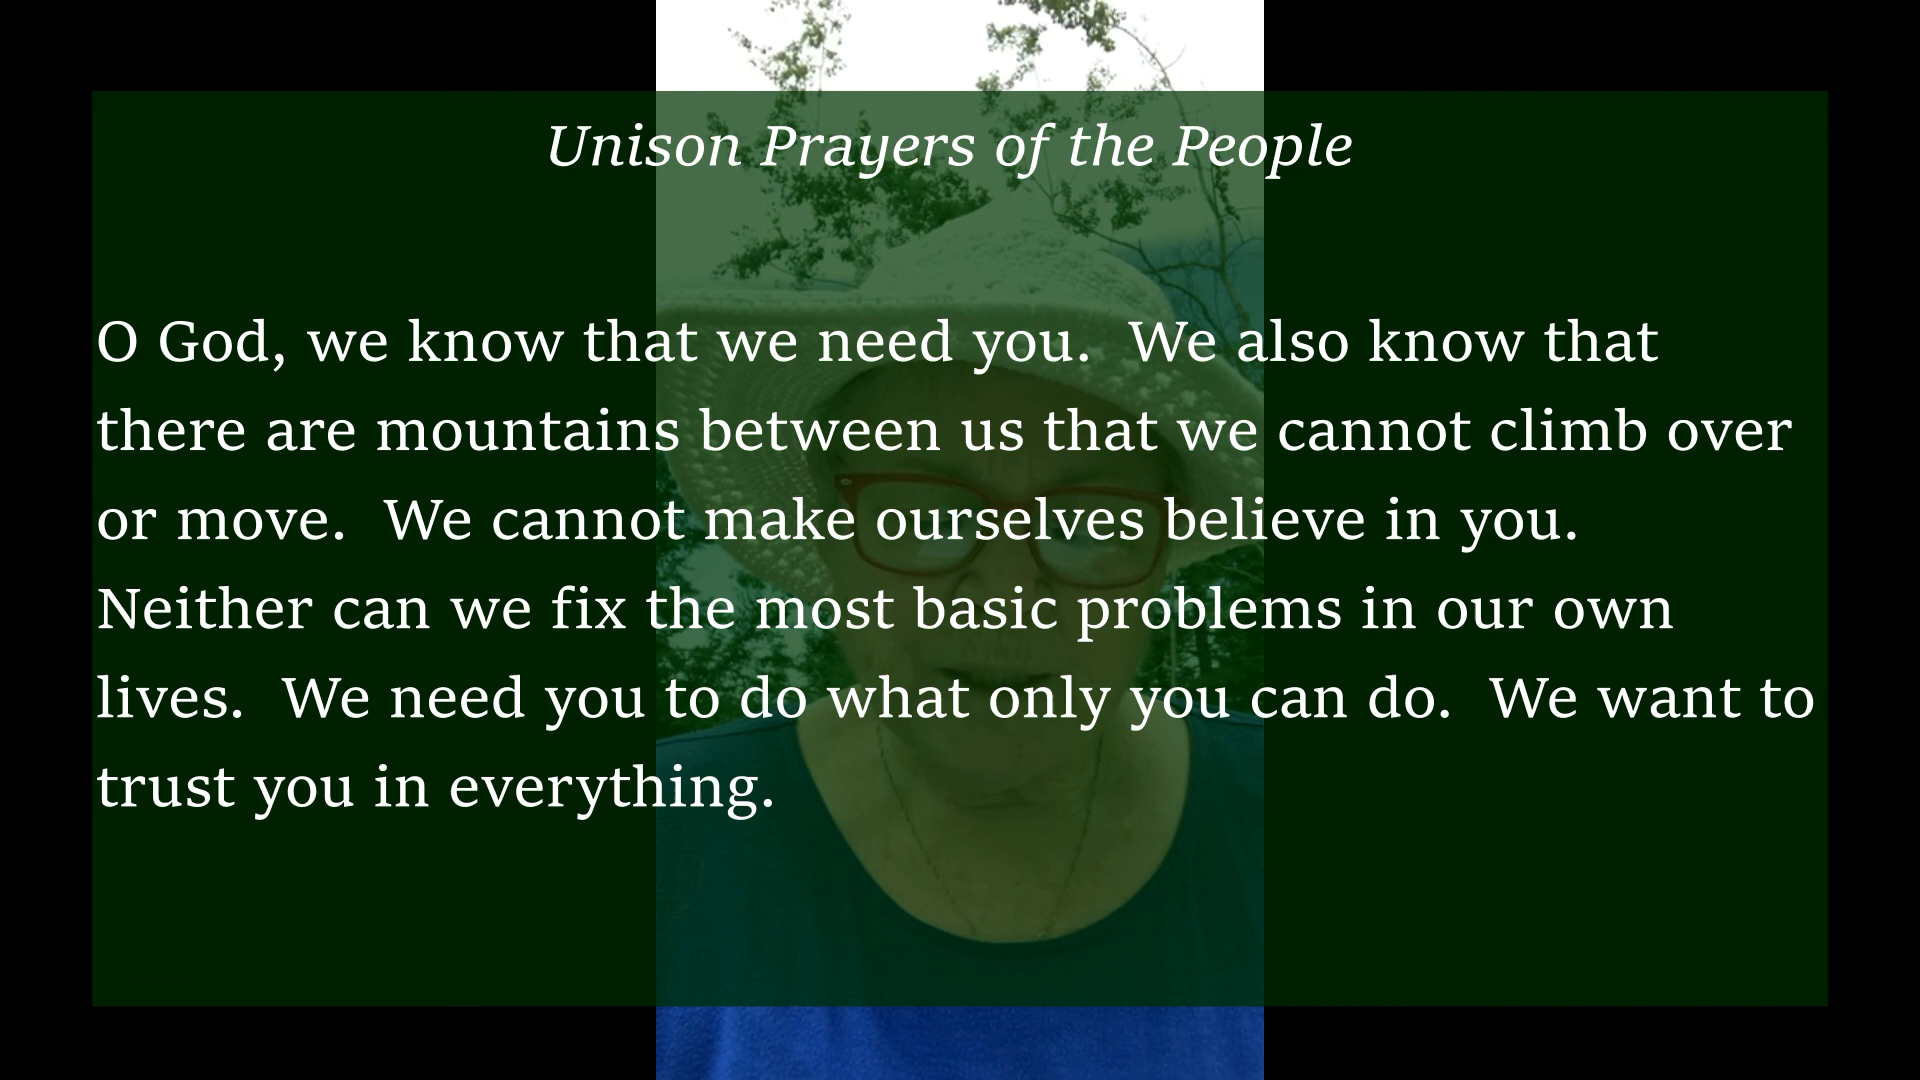 Unison Prayers of the People
O God, we know that we need you.  We also know that
there are mountains between us that we cannot climb over
or move.  We cannot make ourselves believe in you.
Neither can we fix the most basic problems in our own
lives.  We need you to do what only you can do.  We want to
trust you in everything.